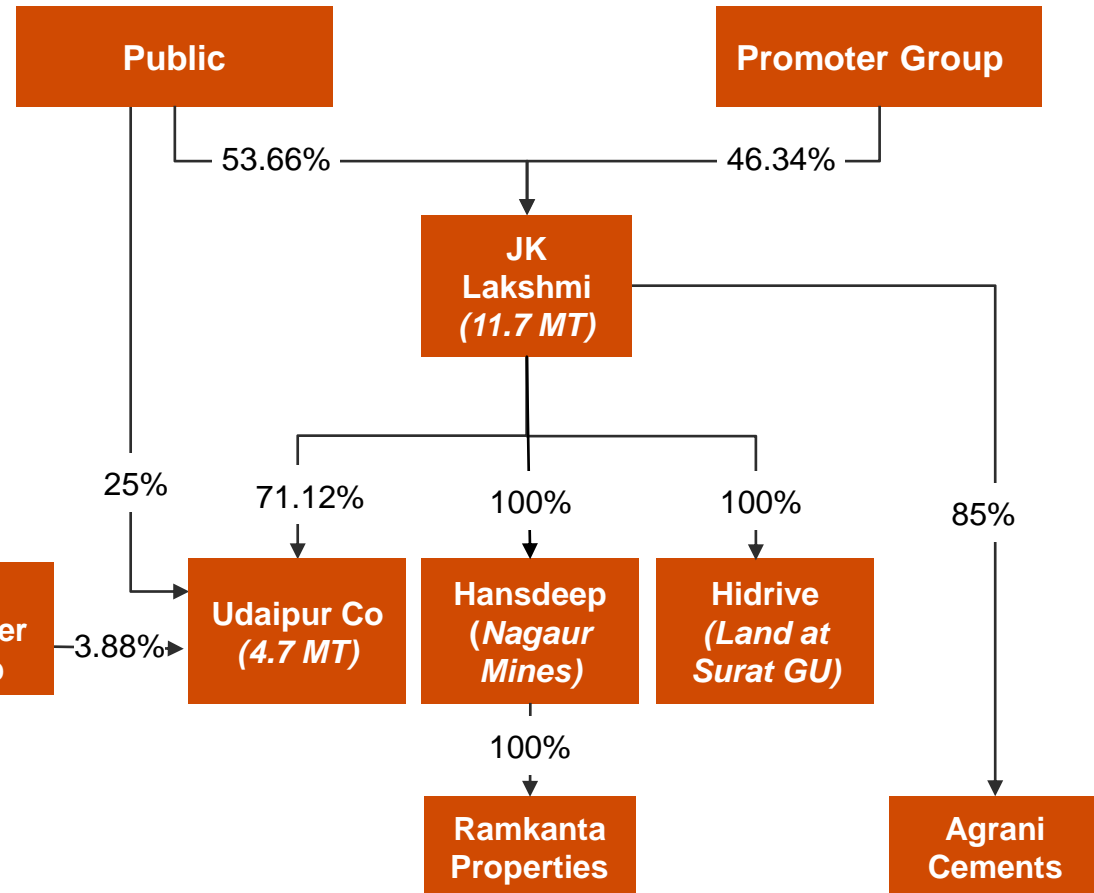 Public
Promoter Group
53.66%
46.34%
JK
Lakshmi
(11.7 MT)
25%
71.12%
100%
100%
85%
3.88%
Udaipur Co
(4.7 MT)
Hansdeep
(Nagaur
Mines)
Hidrive
(Land at
Surat GU)
100%
Ramkanta
Properties
Agrani
Cements